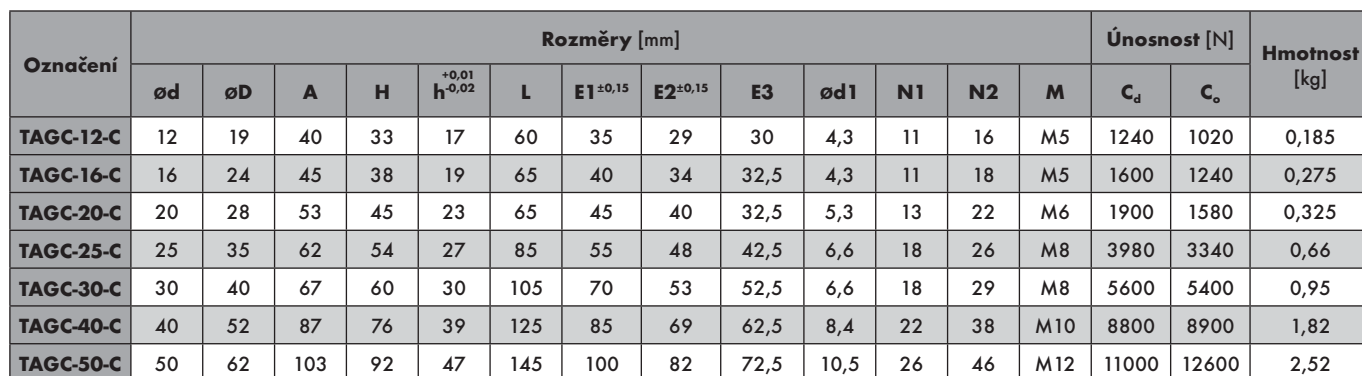 Označení Rozměry [mm] Únosnost [N] Hmotnost [kg]
ød øD A H h+0,01 -0,02 L E1±0,15 E2±0,15 E3 ød1 N1 N2 M Cd Co
TAGC-12-C 12 19 40 33 17 60 35 29 30 4,3 11 16 M5 1240 1020 0,185
TAGC-16-C 16 24 45 38 19 65 40 34 32,5 4,3 11 18 M5 1600 1240 0,275
TAGC-20-C 20 28 53 45 23 65 45 40 32,5 5,3 13 22 M6 1900 1580 0,325
TAGC-25-C 25 35 62 54 27 85 55 48 42,5 6,6 18 26 M8 3980 3340 0,66
TAGC-30-C 30 40 67 60 30 105 70 53 52,5 6,6 18 29 M8 5600 5400 0,95
TAGC-40-C 40 52 87 76 39 125 85 69 62,5 8,4 22 38 M10 8800 8900 1,82
TAGC-50-C 50 62 103 92 47 145 100 82 72,5 10,5 26 46 M12 11000 12600 2,52